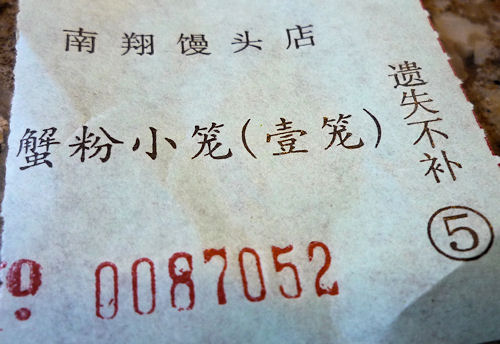 南翔馒头店
蟹粉小笼(壹笼)
遗失不补
⑤
0087052